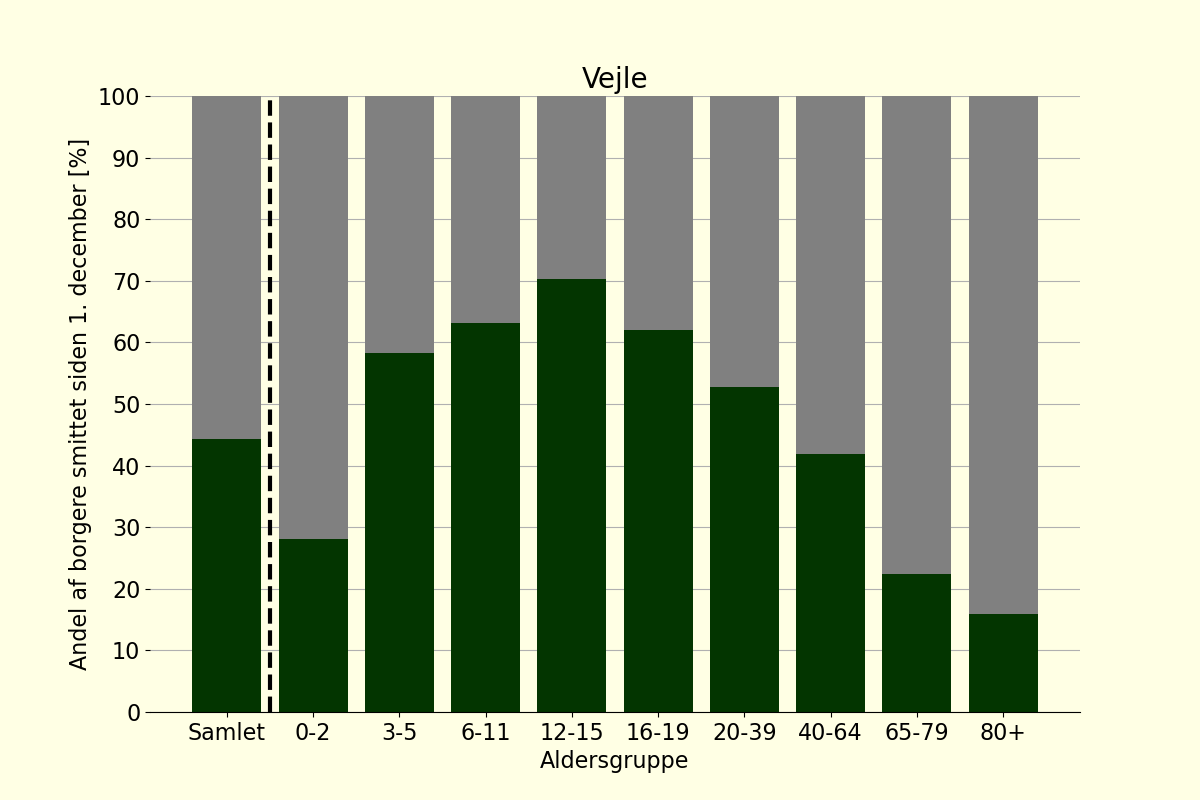 Vejle
Andel af borgere smittet siden 1. december [%]
100
90
80
70
60
50
40
30
20
10
0
Samlet 0-2 3-5 6-11 12-15 16-19 20-39 40-64 65-79 80+
Aldersgruppe